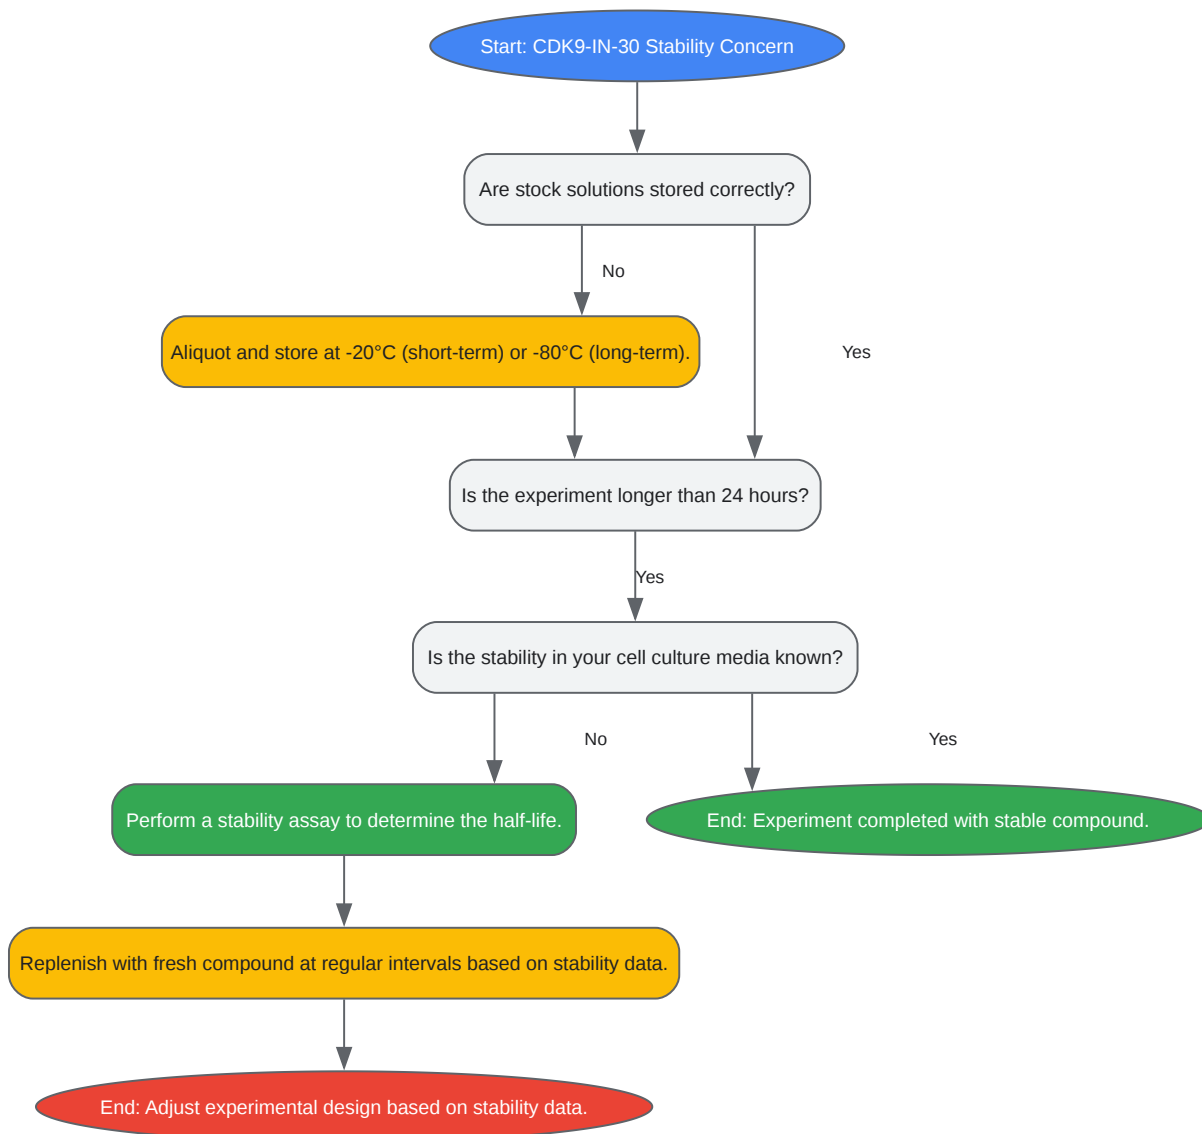 Start: CDK9-IN-30 Stability Concern
Are stock solutions stored correctly?
No
Aliquot and store at -20°C (short-term) or -80°C (long-term).
Yes
Is the experiment longer than 24 hours?
Yes
Is the stability in your cell culture media known?
No
Yes
Perform a stability assay to determine the half-life.
End: Experiment completed with stable compound.
Replenish with fresh compound at regular intervals based on stability data.
End: Adjust experimental design based on stability data.